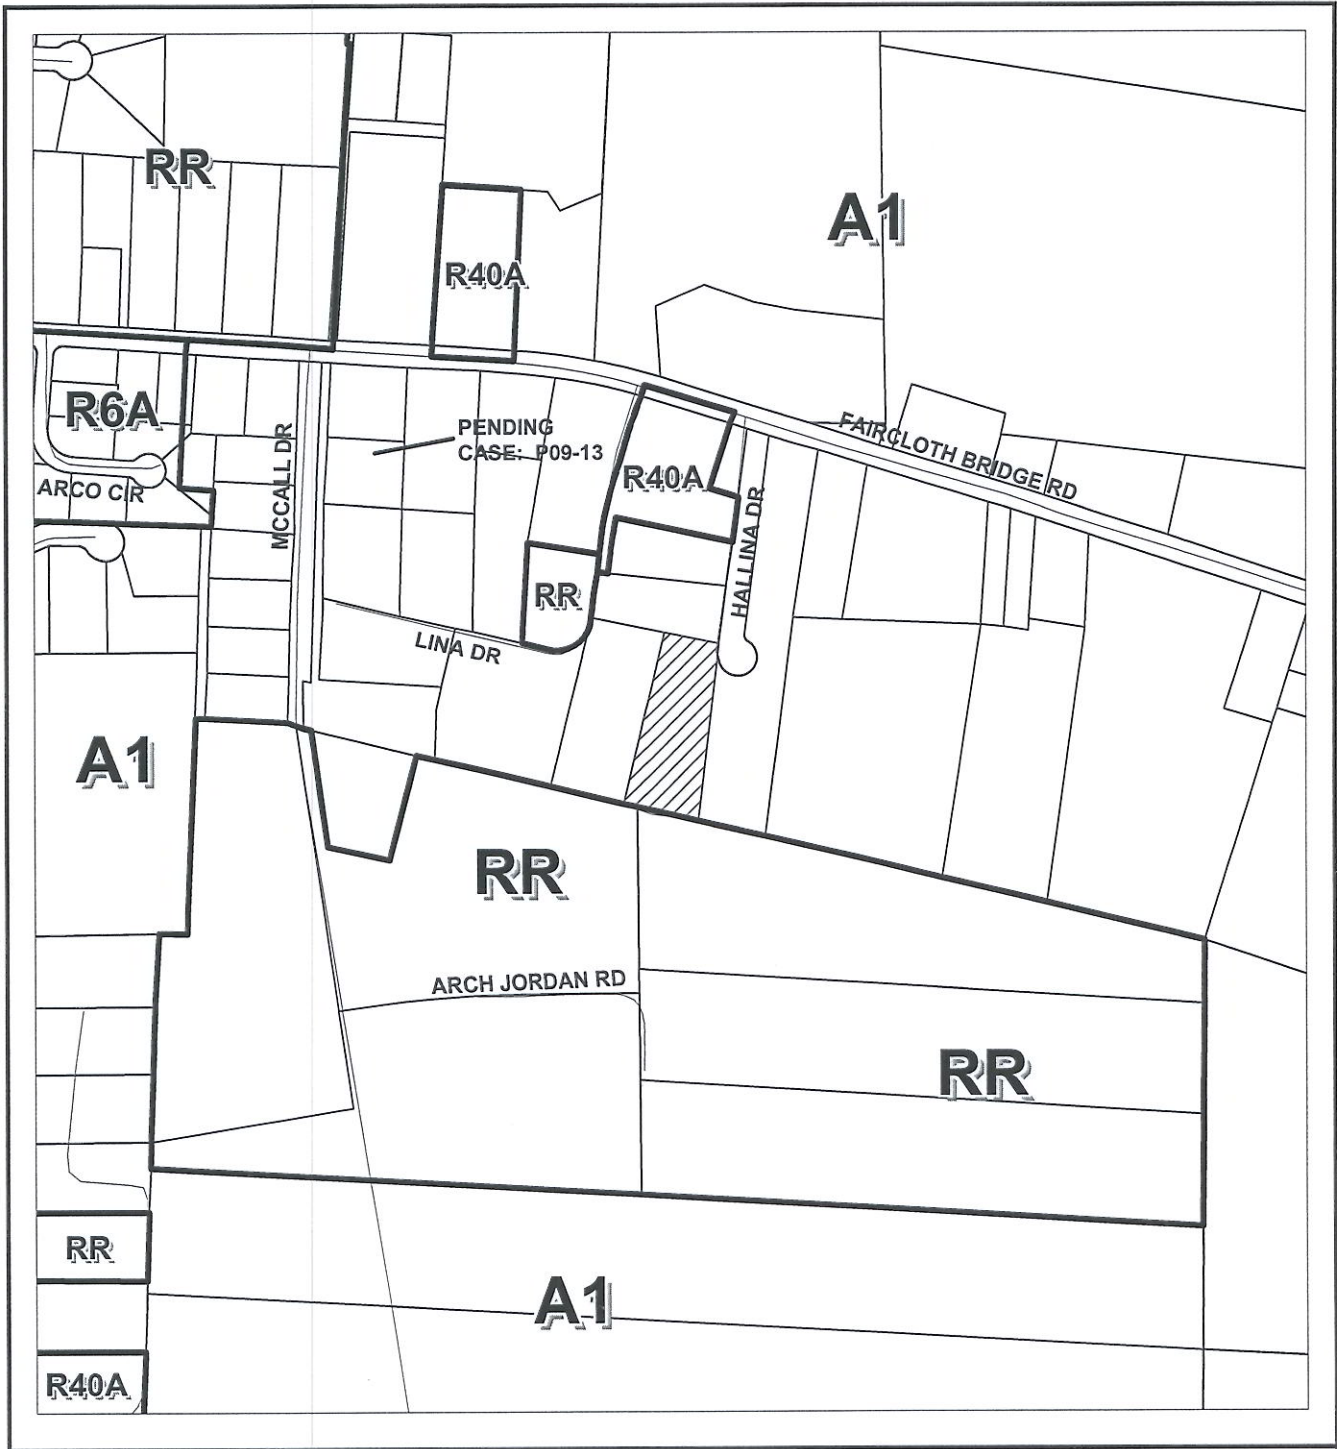 RR
A1
R40A
R6A
PENDING
CASE: P09-13
FAIRCLOTH BRIDGE RD
R40A
ARCO CIR
MCCALL DR
HALLINA DR
RR
LINA DR
A1
RR
ARCH JORDAN RD
RR
RR
A1
R40A